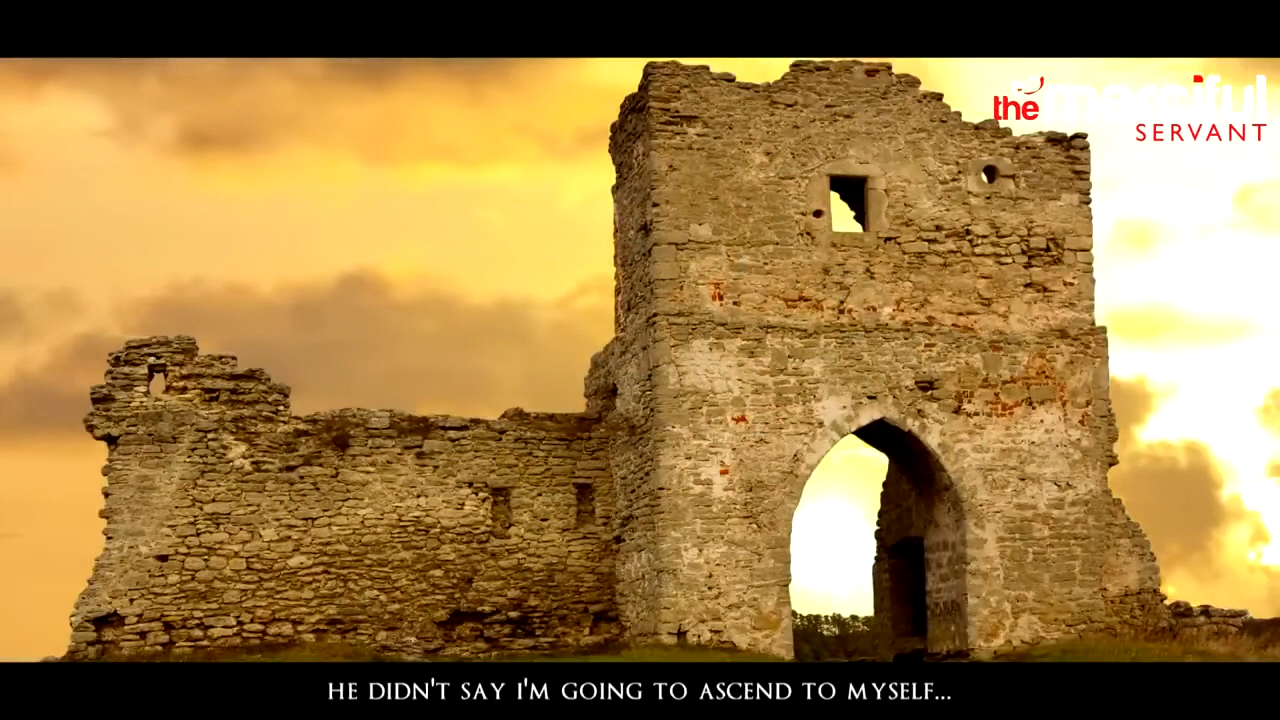 the merciful
SERVANT
HE DIDN'T SAY I'M GOING TO ASCEND TO MYSELF...